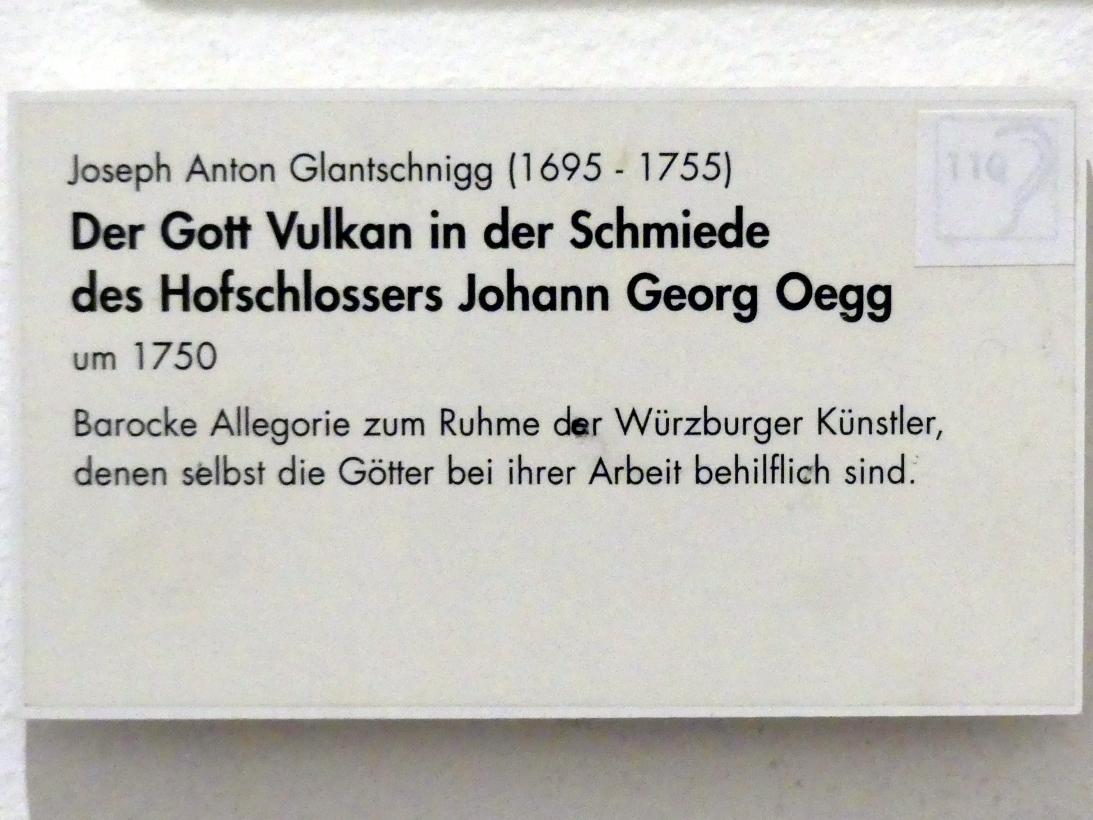 Joseph Anton Glantschnigg (1695 - 1755)
Der Gott Vulkan in der Schmiede
des Hofschlossers Johann Georg Oegg
um 1750
Barocke Allegorie zum Ruhme der Würzburger Künstler,
denen selbst die Götter bei ihrer Arbeit behilflich sind.